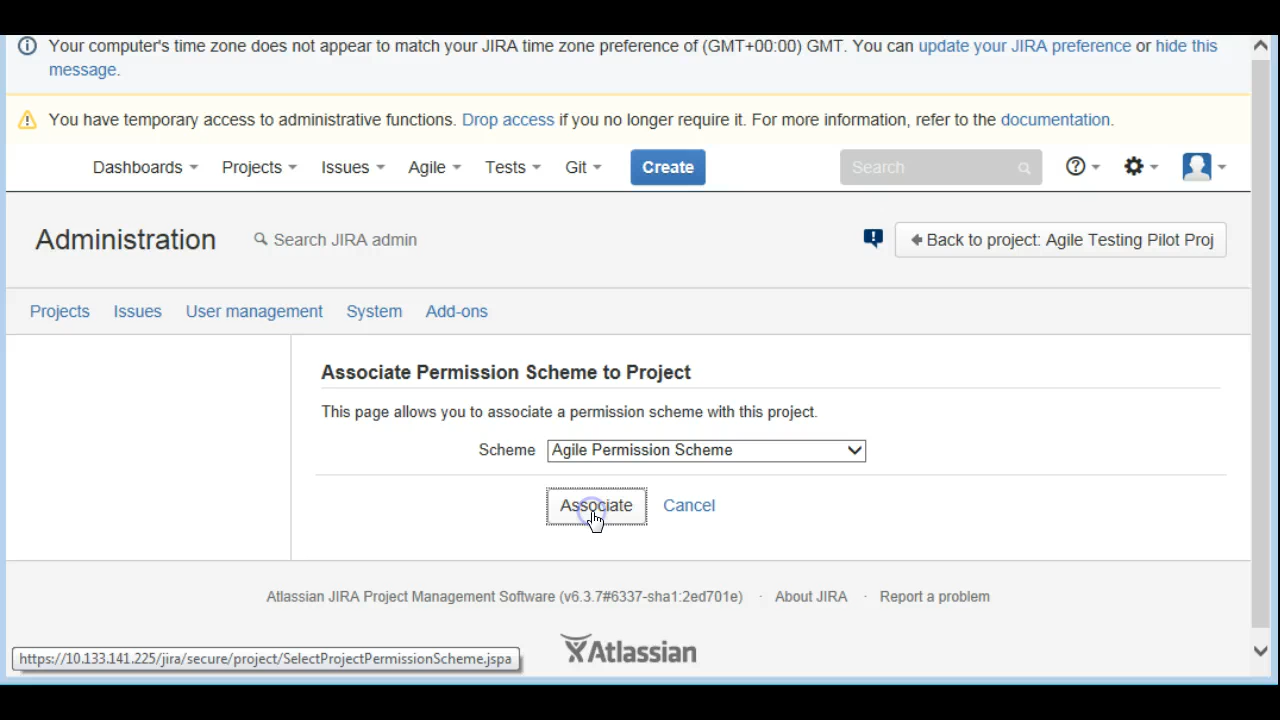 Your computer's time zone does not appear to match your JIRA time zone preference of (GMT+00:00) GMT. You can update your JIRA preference or hide this
message.
You have temporary access to administrative functions. Drop access if you no longer require it. For more information, refer to the documentation.
Dashboards Projects Issues Agile Tests Git Create Search
Administration Search JIRA admin Back to project: Agile Testing Pilot Proj
Projects Issues User management System Add-ons
Associate Permission Scheme to Project
This page allows you to associate a permission scheme with this project.
Scheme Agile Permission Scheme
Associate Cancel
Atlassian JIRA Project Management Software (v6.3.7#6337-sha1:2ed701e) · About JIRA · Report a problem
Atlassian
https://10.133.141.225/jira/secure/project/SelectProjectPermissionScheme.jspa